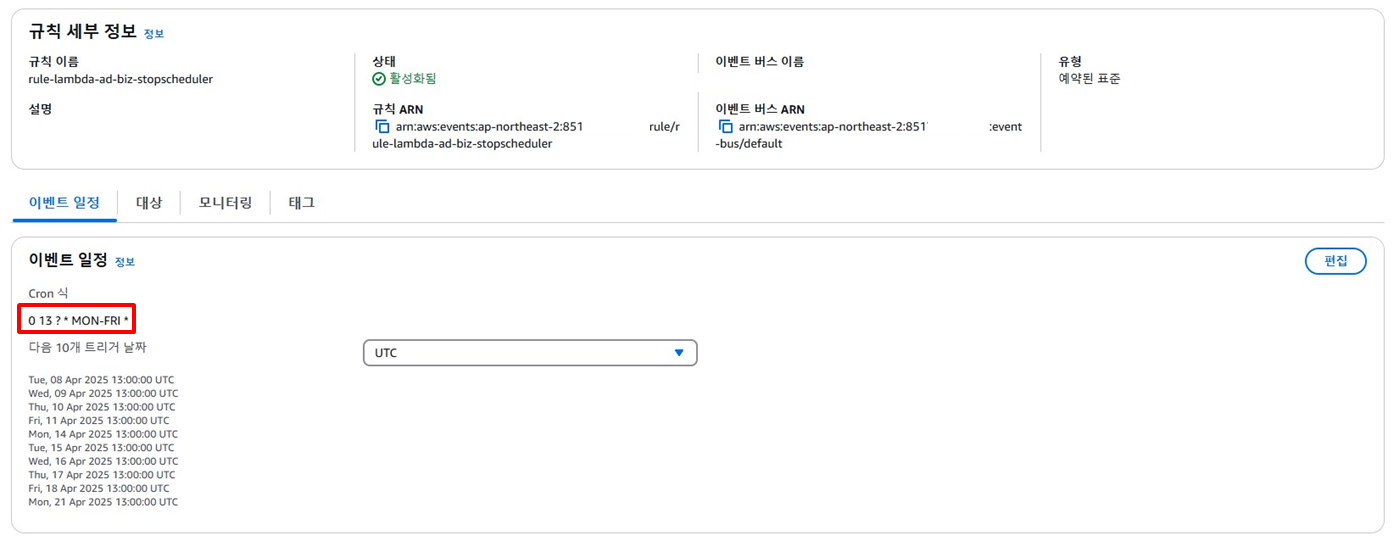 규칙 세부 정보 정보
규칙 이름
rule-lambda-ad-biz-stopscheduler
상태
활성화됨
이벤트 버스 이름
유형
예약된 표준
설명
규칙 ARN
arn:aws:events:ap-northeast-2:851 rule/r
ule-lambda-ad-biz-stopscheduler
이벤트 버스 ARN
arn:aws:events:ap-northeast-2:851 :event
-bus/default
이벤트 일정 대상 모니터링 태그
이벤트 일정 정보
편집
Cron 식
0 13 ? * MON-FRI *
다음 10개 트리거 날짜
UTC
Tue, 08 Apr 2025 13:00:00 UTC
Wed, 09 Apr 2025 13:00:00 UTC
Thu, 10 Apr 2025 13:00:00 UTC
Fri, 11 Apr 2025 13:00:00 UTC
Mon, 14 Apr 2025 13:00:00 UTC
Tue, 15 Apr 2025 13:00:00 UTC
Wed, 16 Apr 2025 13:00:00 UTC
Thu, 17 Apr 2025 13:00:00 UTC
Fri, 18 Apr 2025 13:00:00 UTC
Mon, 21 Apr 2025 13:00:00 UTC